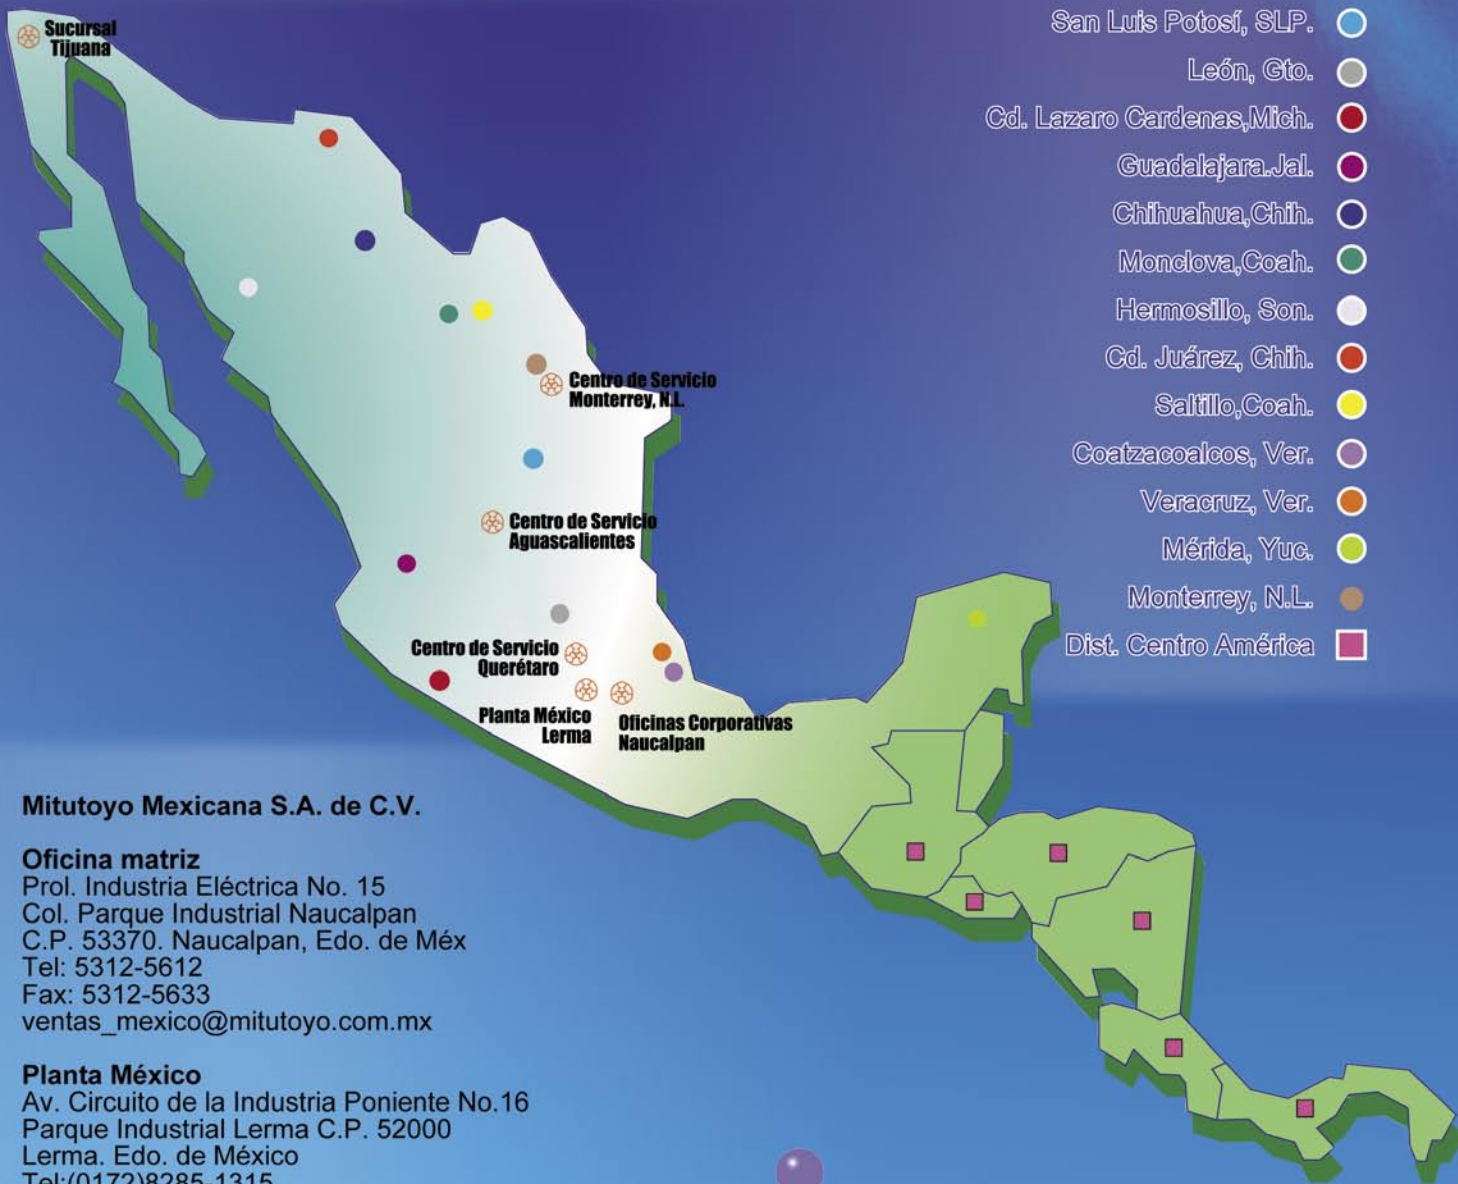 Sucursal
Tijuana
San Luis Potosí, SLP.
León, Gto.
Cd. Lazaro Cardenas,Mich.
Guadalajara.Jal.
Chihuahua,Chih.
Monclova,Coah.
Hermosillo, Son.
Cd. Juárez, Chih.
Saltillo,Coah.
Coatzacoalcos, Ver.
Veracruz, Ver.
Mérida, Yuc.
Monterrey, N.L.
Dist. Centro América
Centro de Servicio
Monterrey, N.L.
Centro de Servicio
Aguascalientes
Centro de Servicio
Querétaro
Planta México
Lerma
Oficinas Corporativas
Naucalpan
Mitutoyo Mexicana S.A. de C.V.
Oficina matriz
Prol. Industria Eléctrica No. 15
Col. Parque Industrial Naucalpan
C.P. 53370. Naucalpan, Edo. de Méx
Tel: 5312-5612
Fax: 5312-5633
ventas_mexico@mitutoyo.com.mx
Planta México
Av. Circuito de la Industria Poniente No.16
Parque Industrial Lerma C.P. 52000
Lerma. Edo. de México
Tel:(0172)8285-1315